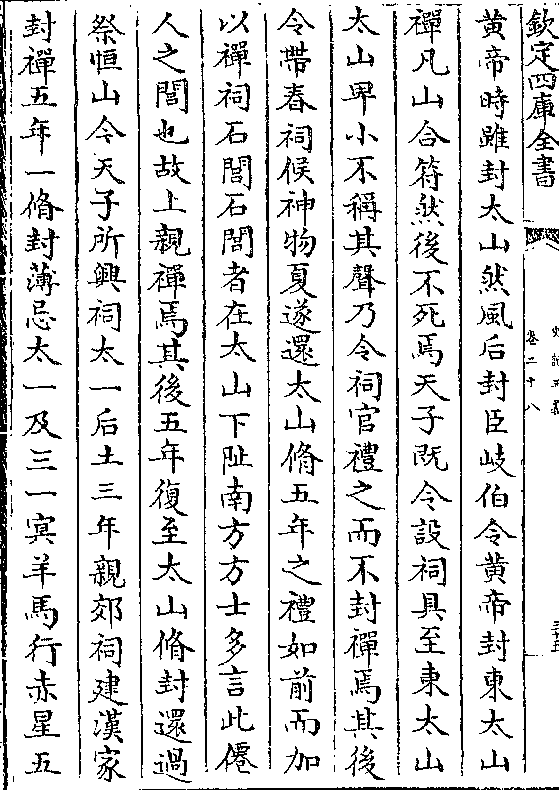 欽定四庫全書
卷二十八
黄帝時雖封太山然風后封臣岐伯令黄帝封東太山
禪凡山合符然後不死焉天子既令設祠具至東太山
太山卑小不稱其聲乃令祠官禮之而不封禪焉其後
令帶奉祠候神物夏遂還太山脩五年之禮如前而加
以禪祠石閭石閭者在太山下阯南方方士多言此僊
人之閭也故上親禪焉其後五年復至太山脩封還過
祭恒山今天子所興祠太一后土三年親郊祠建漢家
封禪五年一脩封薄忌太一及三一㝠羊馬行赤星五